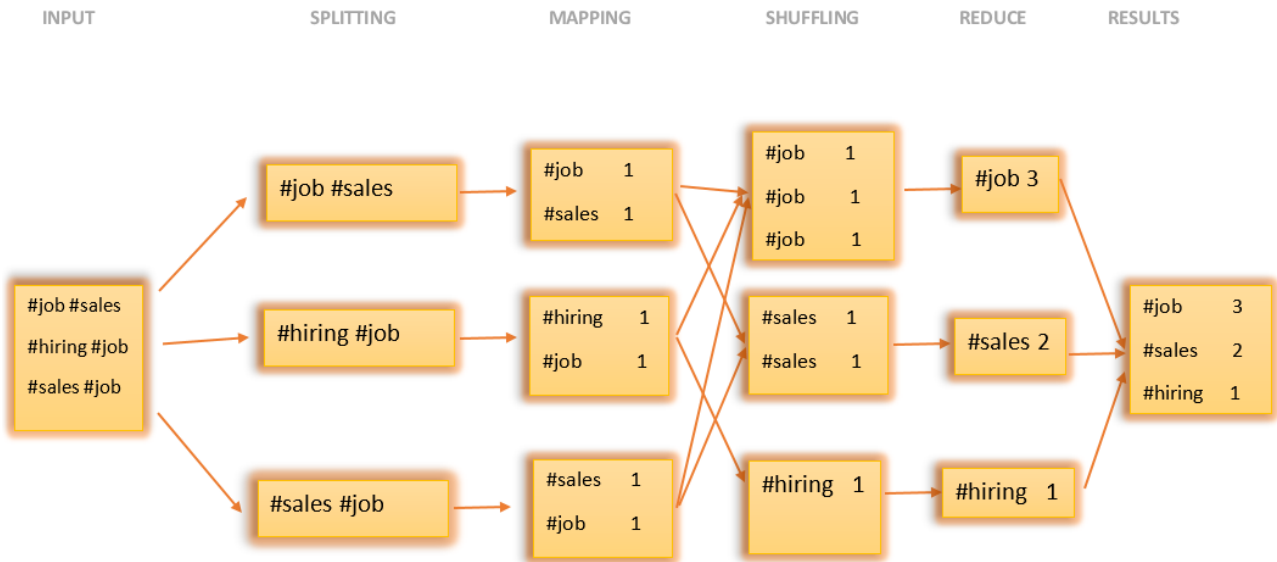 INPUT SPLITTING MAPPING SHUFFLING REDUCE RESULTS
#job #sales
#hiring #job
#sales #job
#job #sales
#hiring #job
#sales #job
#job 1
#sales 1
#hiring 1
#job 1
#sales 1
#job 1
#job 1
#job 1
#job 1
#sales 1
#sales 1
#hiring 1
#job 3
#sales 2
#hiring 1
#job 3
#sales 2
#hiring 1